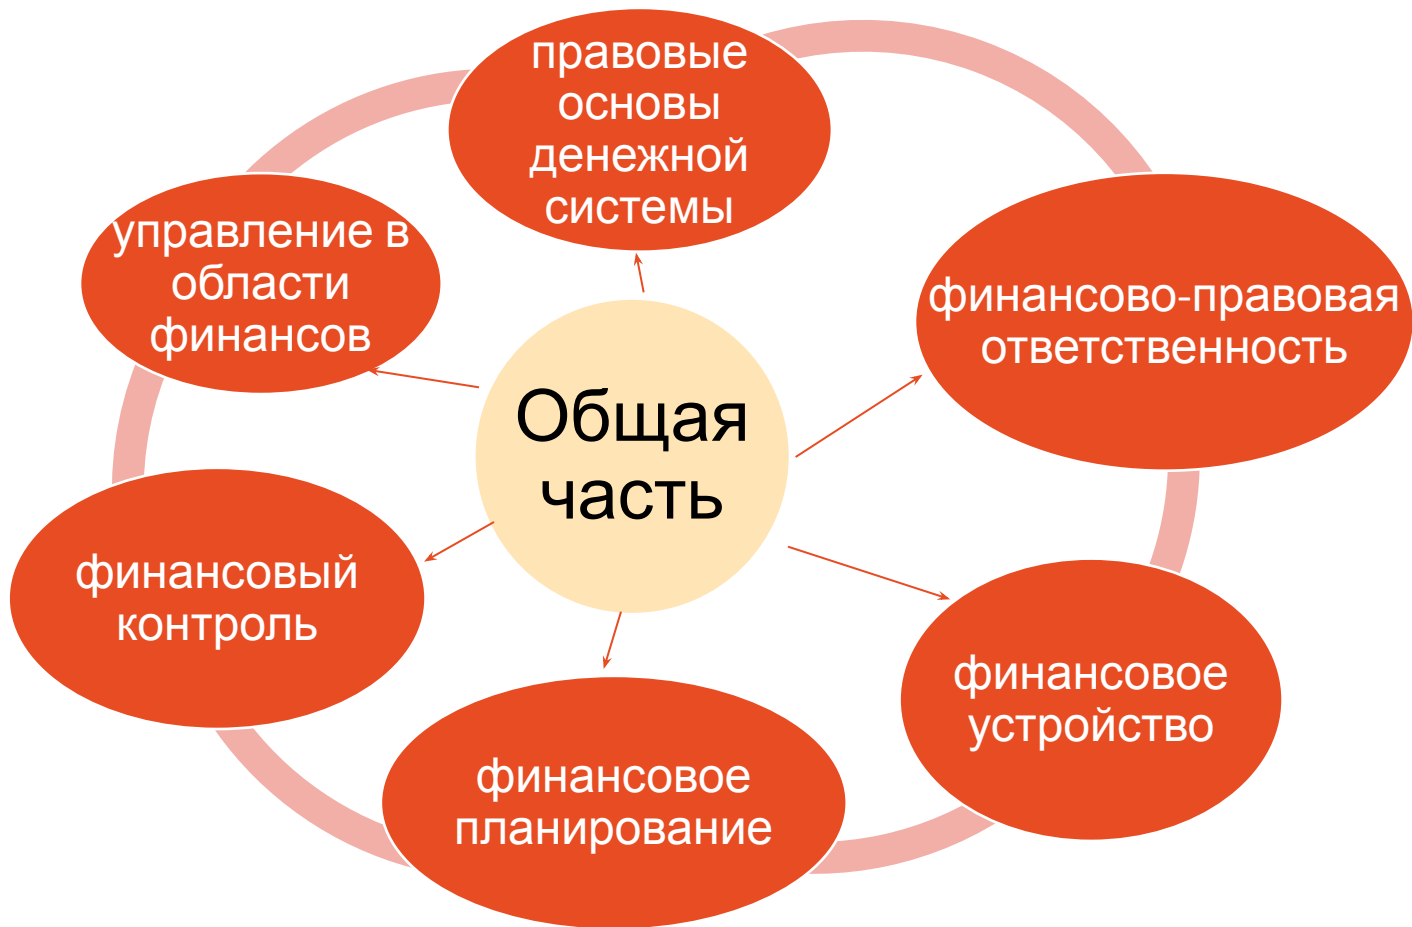 правовые
основы
денежной
системы
управление в
области
финансов
финансово-правовая
ответственность
Общая
часть
финансовый
контроль
финансовое
устройство
финансовое
планирование